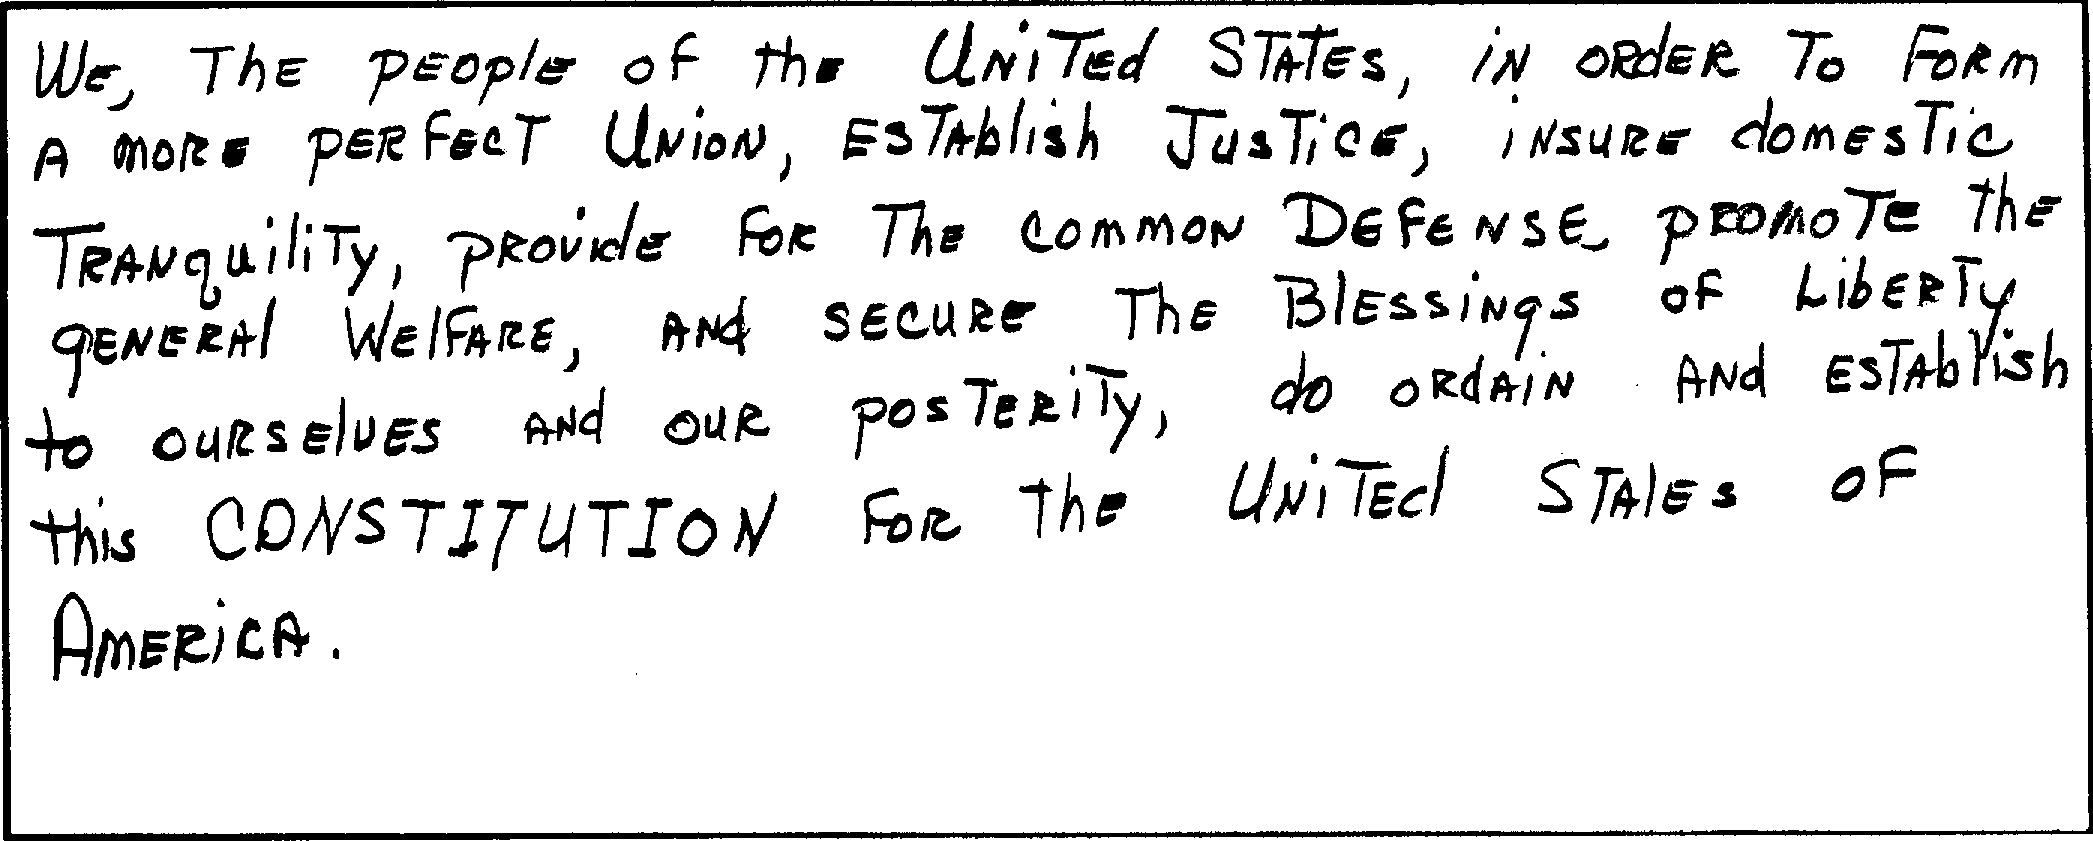 We, The people of the United States, in order To Form
A more perfect Union, establish Justice, insure domestic
Tranquility, provide For The common Defense, promote the
general Welfare, and secure The Blessings of Liberty
to ourselves and our posterity, do ordain and establish
this CONSTITUTION For the United States of
America.